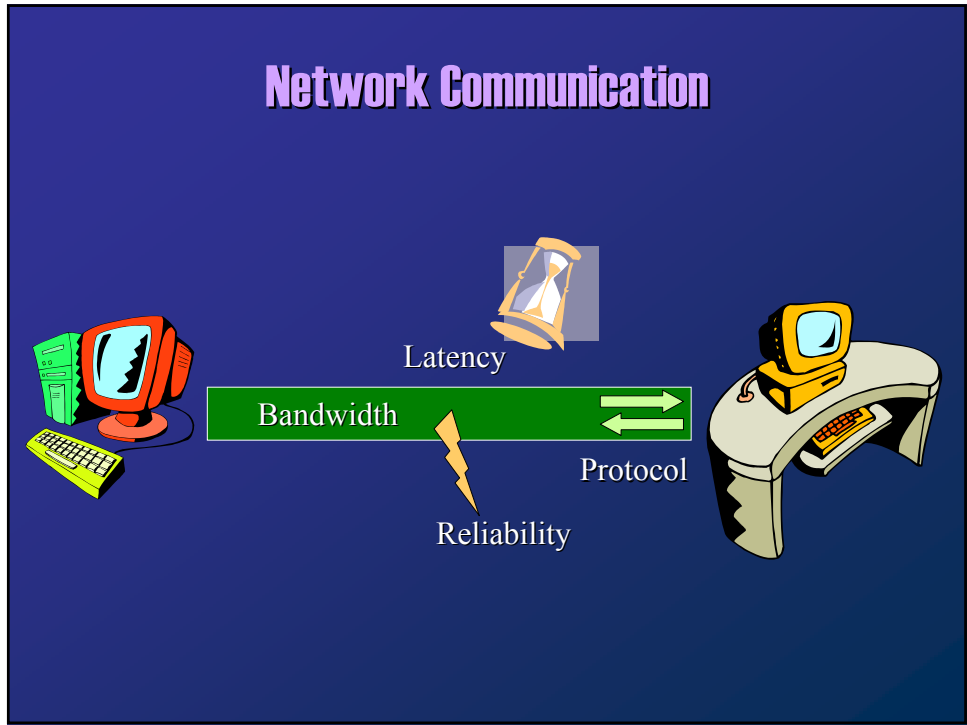 Network Communication
Latency
Bandwidth
Protocol
Reliability